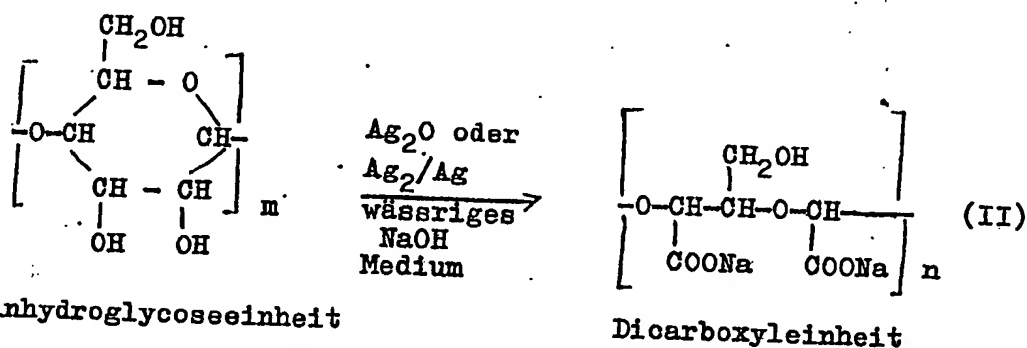 CH2OH
CH - O
-O-CH CH-
CH - CH
m
OH OH
Ag2O oder
Ag2/Ag
wässriges
NaOH
Medium
CH2OH
-O-CH-CH-O-CH-
(II)
COONa COONa
n
nhydroglycoseeinheit
Dicarboxyleinheit